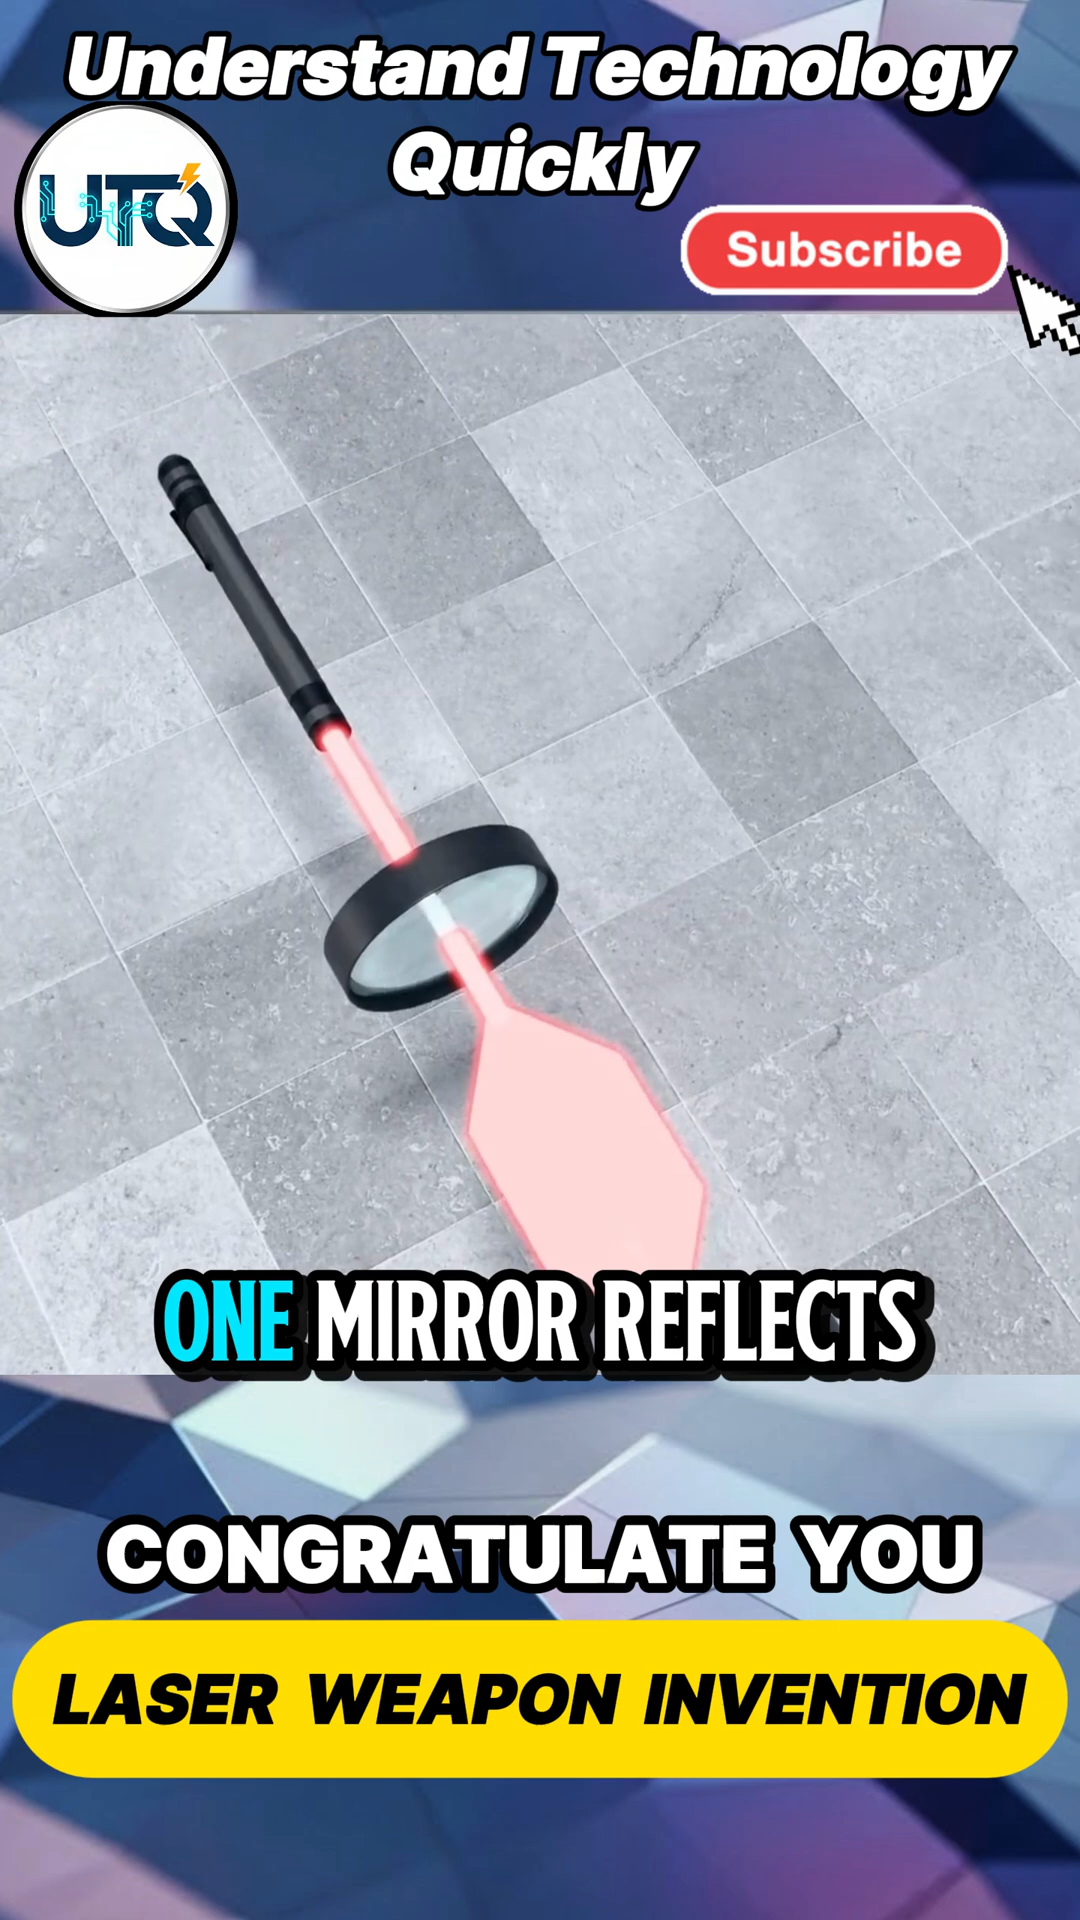 Understand Technology
Quickly
UTQ
Subscribe
ONE MIRROR REFLECTS
CONGRATULATE YOU
LASER WEAPON INVENTION